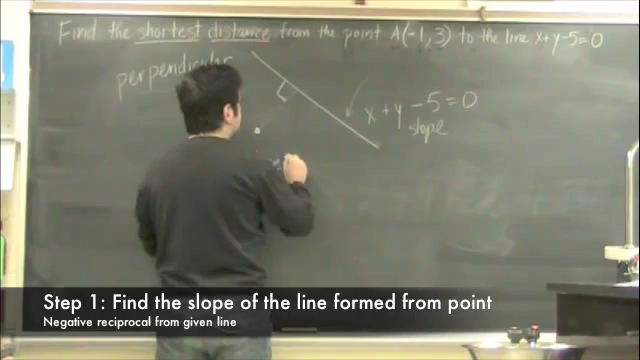 Find the shortest distance from the point A(-1,3) to the line x+y-5=0
perpendicular
x+y-5=0
slope
Step 1: Find the slope of the line formed from point
Negative reciprocal from given line